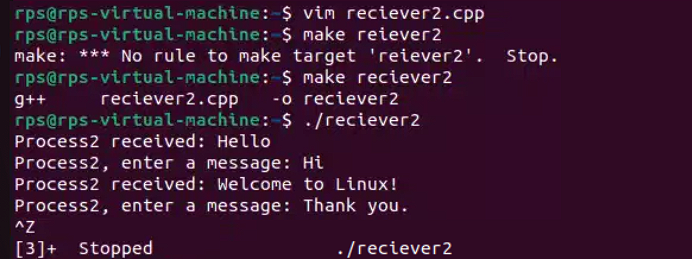 rps@rps-virtual-machine:~$ vim reciever2.cpp
rps@rps-virtual-machine:~$ make reiever2
make: *** No rule to make target 'reiever2'.  Stop.
rps@rps-virtual-machine:~$ make reciever2
g++     reciever2.cpp   -o reciever2
rps@rps-virtual-machine:~$ ./reciever2
Process2 received: Hello
Process2, enter a message: Hi
Process2 received: Welcome to Linux!
Process2, enter a message: Thank you.
^Z
[3]+  Stopped                 ./reciever2